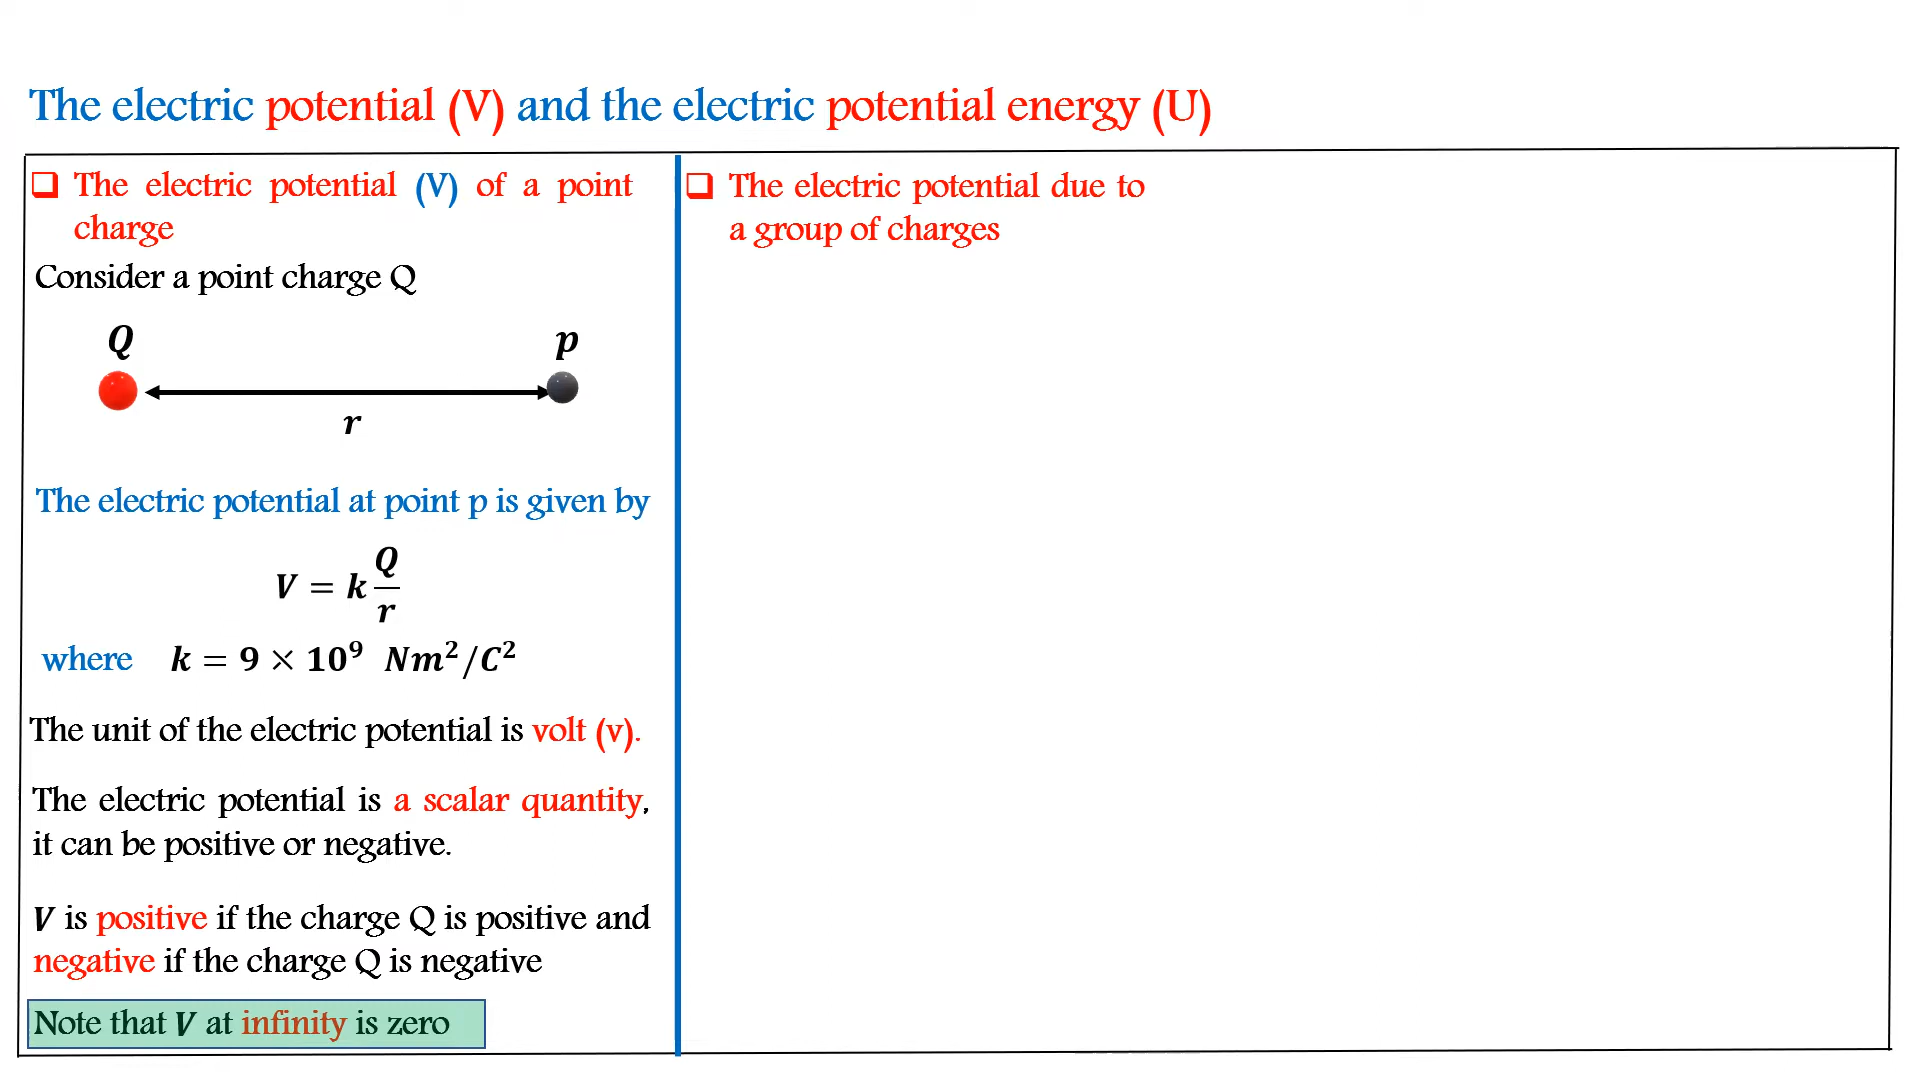 The electric potential (V) and the electric potential energy (U)
❑ The electric potential (V) of a point
charge
Consider a point charge Q
Q p
r
The electric potential at point p is given by
V = k Q/r
where k = 9 × 10⁹ Nm²/C²
The unit of the electric potential is volt (v).
The electric potential is a scalar quantity,
it can be positive or negative.
V is positive if the charge Q is positive and
negative if the charge Q is negative
Note that V at infinity is zero
❑ The electric potential due to
a group of charges